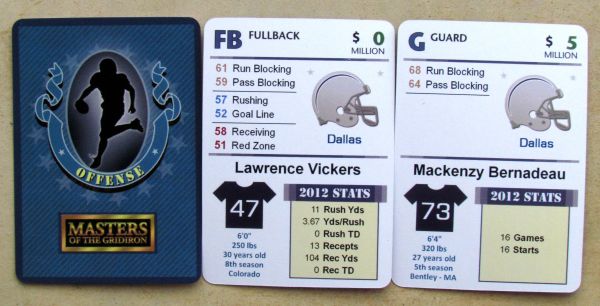 OFFENSE
MASTERS
OF THE GRIDIRON
FB FULLBACK
$ 0
MILLION
61 Run Blocking
59 Pass Blocking
57 Rushing
52 Goal Line
58 Receiving
51 Red Zone
Dallas
Lawrence Vickers
47
6'0"
250 lbs
30 years old
8th season
Colorado
2012 STATS
11 Rush Yds
3.67 Yds/Rush
0 Rush TD
13 Recepts
104 Rec Yds
0 Rec TD
G GUARD
$ 5
MILLION
68 Run Blocking
64 Pass Blocking
Dallas
Mackenzy Bernadeau
73
6'4"
320 lbs
27 years old
5th season
Bentley - MA
2012 STATS
16 Games
16 Starts